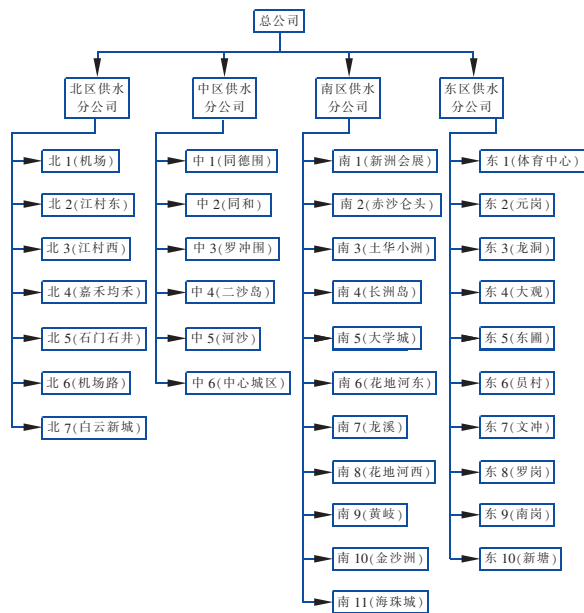 总公司
北区供水
分公司
中区供水
分公司
南区供水
分公司
东区供水
分公司
北 1(机场)
北 2(江村东)
北 3(江村西)
北 4(嘉禾均禾)
北 5(石门石井)
北 6(机场路)
北 7(白云新城)
中 1(同德围)
中 2(同和)
中 3(罗冲围)
中 4(二沙岛)
中 5(河沙)
中 6(中心城区)
南 1(新洲会展)
南 2(赤沙仑头)
南 3(土华小洲)
南 4(长洲岛)
南 5(大学城)
南 6(花地河东)
南 7(龙溪)
南 8(花地河西)
南 9(黄岐)
南 10(金沙洲)
南 11(海珠城)
东 1(体育中心)
东 2(元岗)
东 3(龙洞)
东 4(大观)
东 5(东圃)
东 6(员村)
东 7(文冲)
东 8(罗岗)
东 9(南岗)
东 10(新塘)